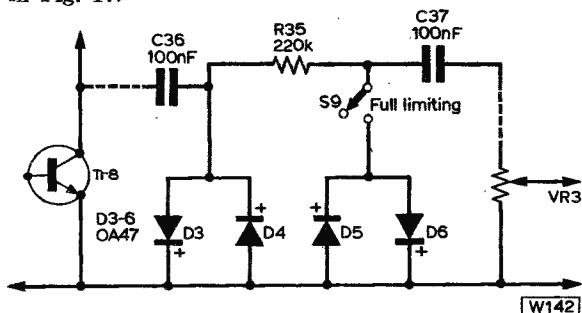 in Fig. 1.
C36
100nF
R35
220k
C37
100nF
S9
Full limiting
Tr8
D3-6
OA47
D3
+
+
D4
+
D5
D6
+
VR3
W142